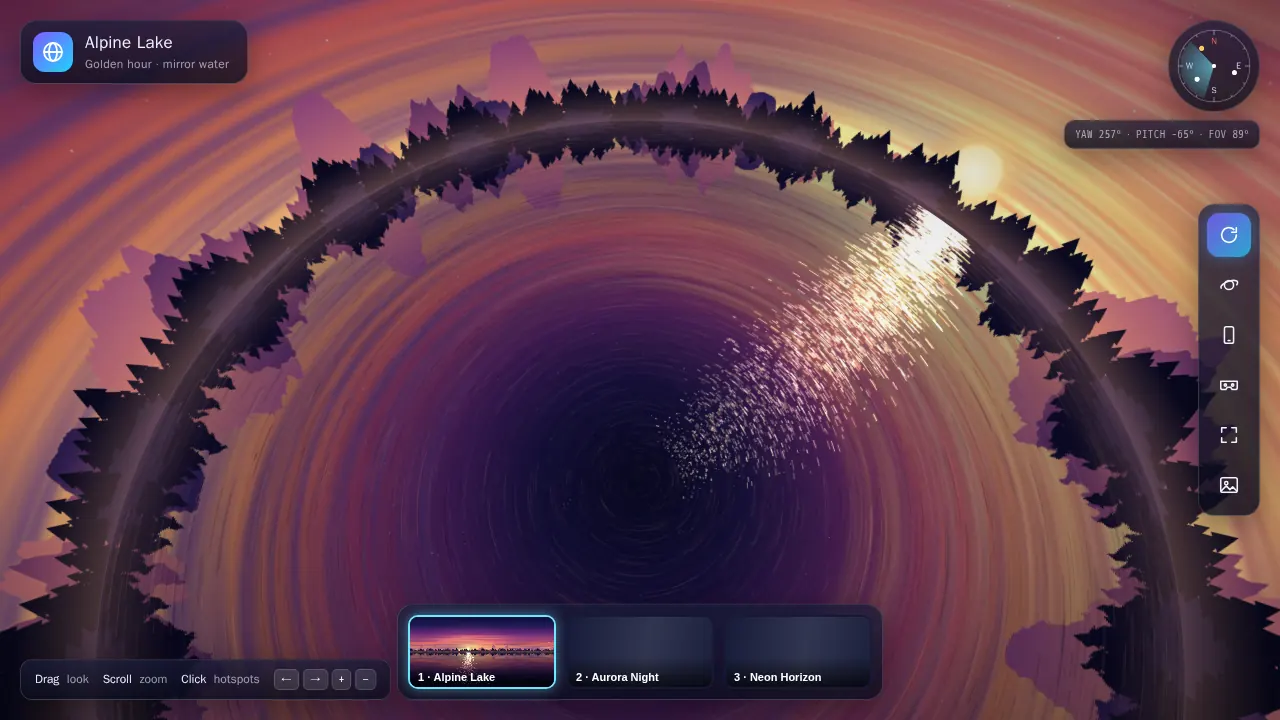 Alpine Lake
Golden hour · mirror water
N
W E
S
YAW 257° · PITCH -65° · FOV 89°
1 · Alpine Lake
2 · Aurora Night
3 · Neon Horizon
Drag look Scroll zoom Click hotspots ← → + −